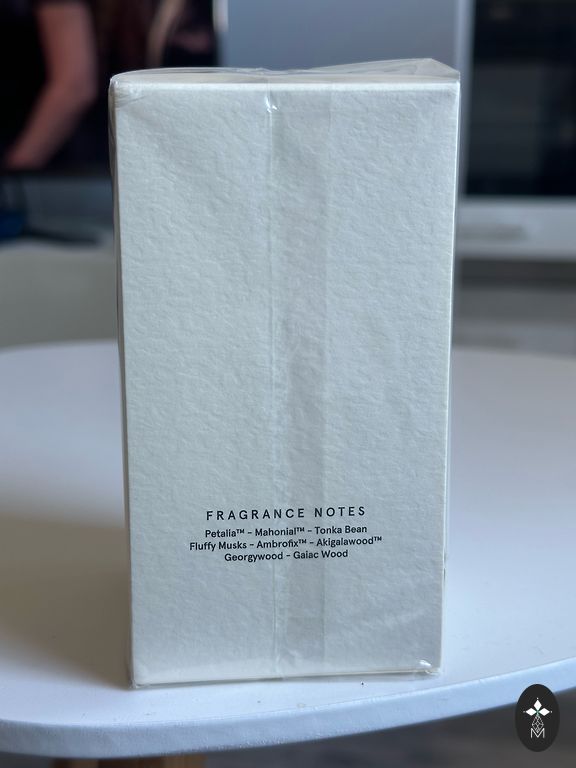 FRAGRANCE NOTES
Petalia™ - Mahonial™ - Tonka Bean
Fluffy Musks - Ambrofix™ - Akigalawood™
Georgywood - Gaiac Wood
M